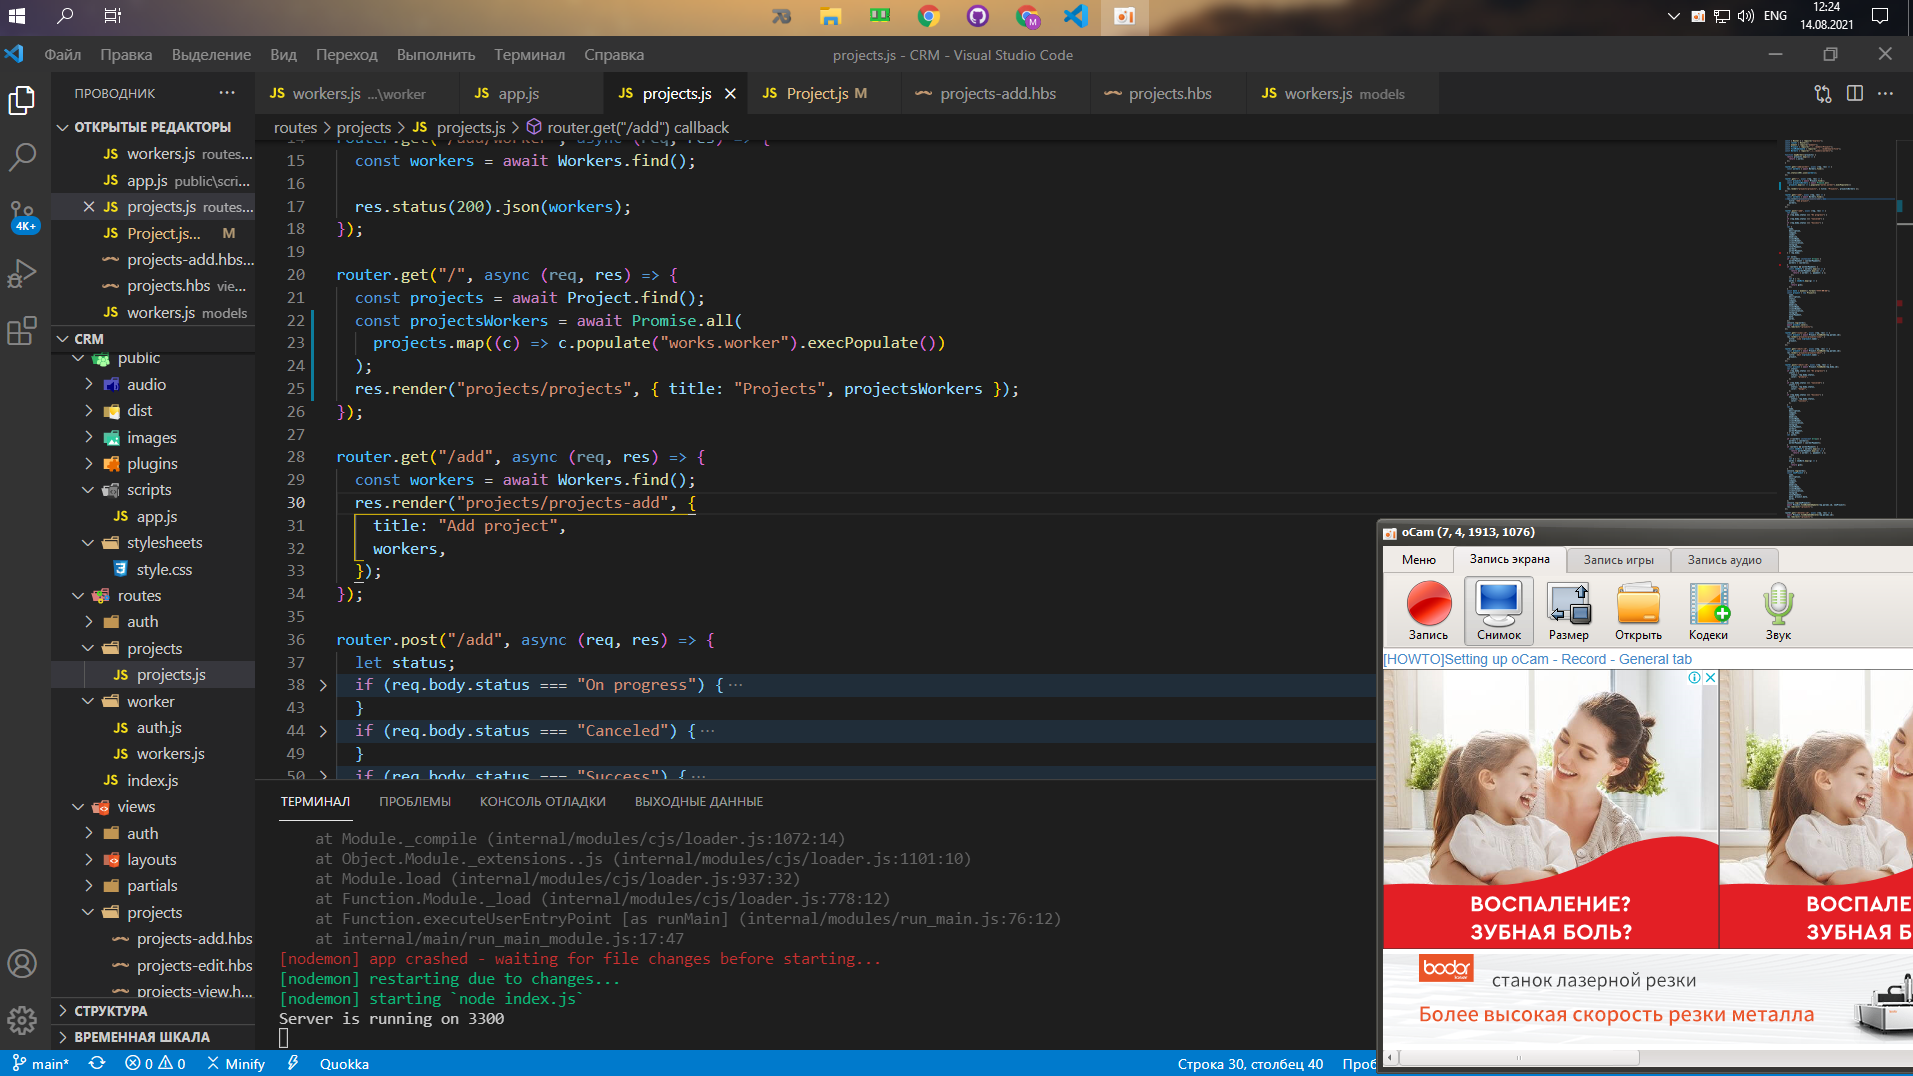 ENG
12:24
14.08.2021
Файл Правка Выделение Вид Переход Выполнить Терминал Справка
projects.js - CRM - Visual Studio Code
ПРОВОДНИК
JS workers.js ...\worker
JS app.js
JS projects.js
JS Project.js M
projects-add.hbs
projects.hbs
JS workers.js models
routes > projects > JS projects.js > router.get("/add") callback
ОТКРЫТЫЕ РЕДАКТОРЫ
JS workers.js routes...
JS app.js public\scri...
JS projects.js routes...
JS Project.js... M
projects-add.hbs...
projects.hbs vie...
JS workers.js models
4K+
CRM
public
audio
dist
images
plugins
scripts
JS app.js
stylesheets
style.css
routes
auth
projects
JS projects.js
worker
JS auth.js
JS workers.js
JS index.js
views
auth
layouts
partials
projects
projects-add.hbs
projects-edit.hbs
projects-view.h...
СТРУКТУРА
ВРЕМЕННАЯ ШКАЛА
14 router.get("/add/worker", async (req, res) => {
15 const workers = await Workers.find();
16
17 res.status(200).json(workers);
18 });
19
20 router.get("/", async (req, res) => {
21 const projects = await Project.find();
22 const projectsWorkers = await Promise.all(
23 projects.map((c) => c.populate("works.worker").execPopulate())
24 );
25 res.render("projects/projects", { title: "Projects", projectsWorkers });
26 });
27
28 router.get("/add", async (req, res) => {
29 const workers = await Workers.find();
30 res.render("projects/projects-add", {
31 title: "Add project",
32 workers,
33 });
34 });
35
36 router.post("/add", async (req, res) => {
37 let status;
38 if (req.body.status === "On progress") { ...
43 }
44 if (req.body.status === "Canceled") { ...
49 }
50 if (req.body.status === "Success") { ...
ТЕРМИНАЛ ПРОБЛЕМЫ КОНСОЛЬ ОТЛАДКИ ВЫХОДНЫЕ ДАННЫЕ
at Module._compile (internal/modules/cjs/loader.js:1072:14)
at Object.Module._extensions..js (internal/modules/cjs/loader.js:1101:10)
at Module.load (internal/modules/cjs/loader.js:937:32)
at Function.Module._load (internal/modules/cjs/loader.js:778:12)
at Function.executeUserEntryPoint [as runMain] (internal/modules/run_main.js:76:12)
at internal/main/run_main_module.js:17:47
[nodemon] app crashed - waiting for file changes before starting...
[nodemon] restarting due to changes...
[nodemon] starting `node index.js`
Server is running on 3300
oCam (7, 4, 1913, 1076)
Меню Запись экрана Запись игры Запись аудио
Запись Снимок Размер Открыть Кодеки Звук
[HOWTO]Setting up oCam - Record - General tab
ВОСПАЛЕНИЕ?
ЗУБНАЯ БОЛЬ?
ВОСПАЛЕ
ЗУБНАЯ Б
bodor
станок лазерной резки
Более высокая скорость резки металла
main* 0 0 Minify Quokka
Строка 30, столбец 40 Проб